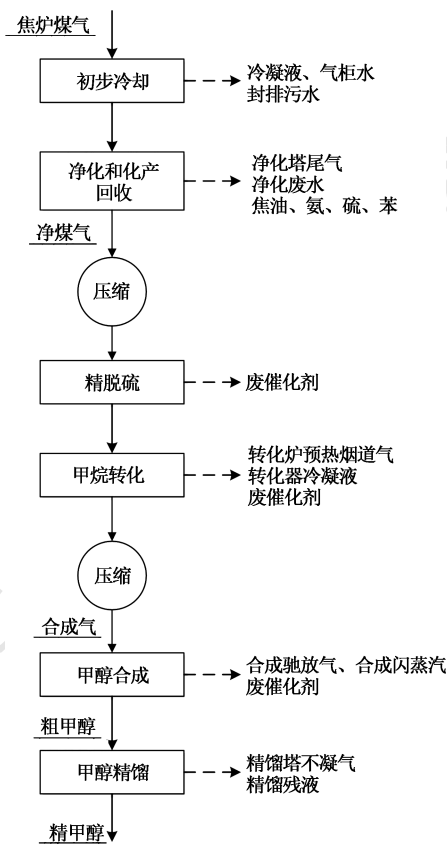 焦炉煤气
初步冷却
冷凝液、气柜水
封排污水
净化和化产
回收
净化塔尾气
净化废水
焦油、氨、硫、苯
净煤气
压缩
精脱硫
废催化剂
甲烷转化
转化炉预热烟道气
转化器冷凝液
废催化剂
压缩
合成气
甲醇合成
合成驰放气、合成闪蒸汽
废催化剂
粗甲醇
甲醇精馏
精馏塔不凝气
精馏残液
精甲醇